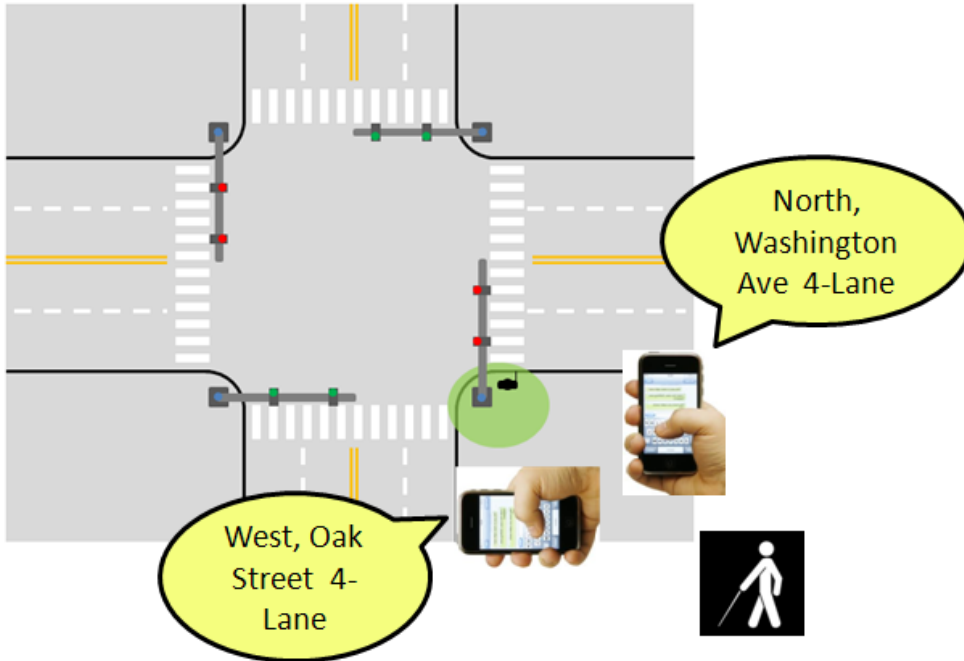 North,
Washington
Ave 4-Lane
West, Oak
Street 4-
Lane